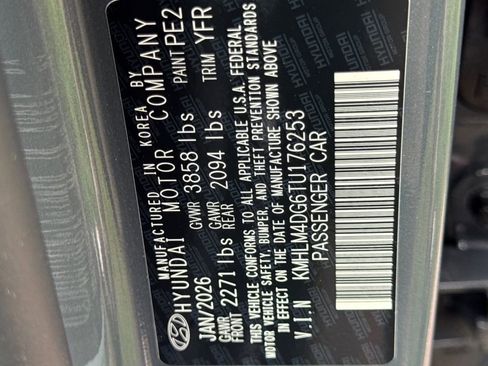 MANUFACTURED IN KOREA BY
HYUNDAI MOTOR COMPANY
JAN/2026 GVWR 3858 lbs PAINT PE2
GAWR FRONT 2271 lbs GAWR REAR 2094 lbs TRIM YFR
THIS VEHICLE CONFORMS TO ALL APPLICABLE U.S.A. FEDERAL
MOTOR VEHICLE SAFETY, BUMPER, AND THEFT PREVENTION STANDARDS
IN EFFECT ON THE DATE OF MANUFACTURE SHOWN ABOVE
V.I.N KMHLM4DG6TU176253
PASSENGER CAR